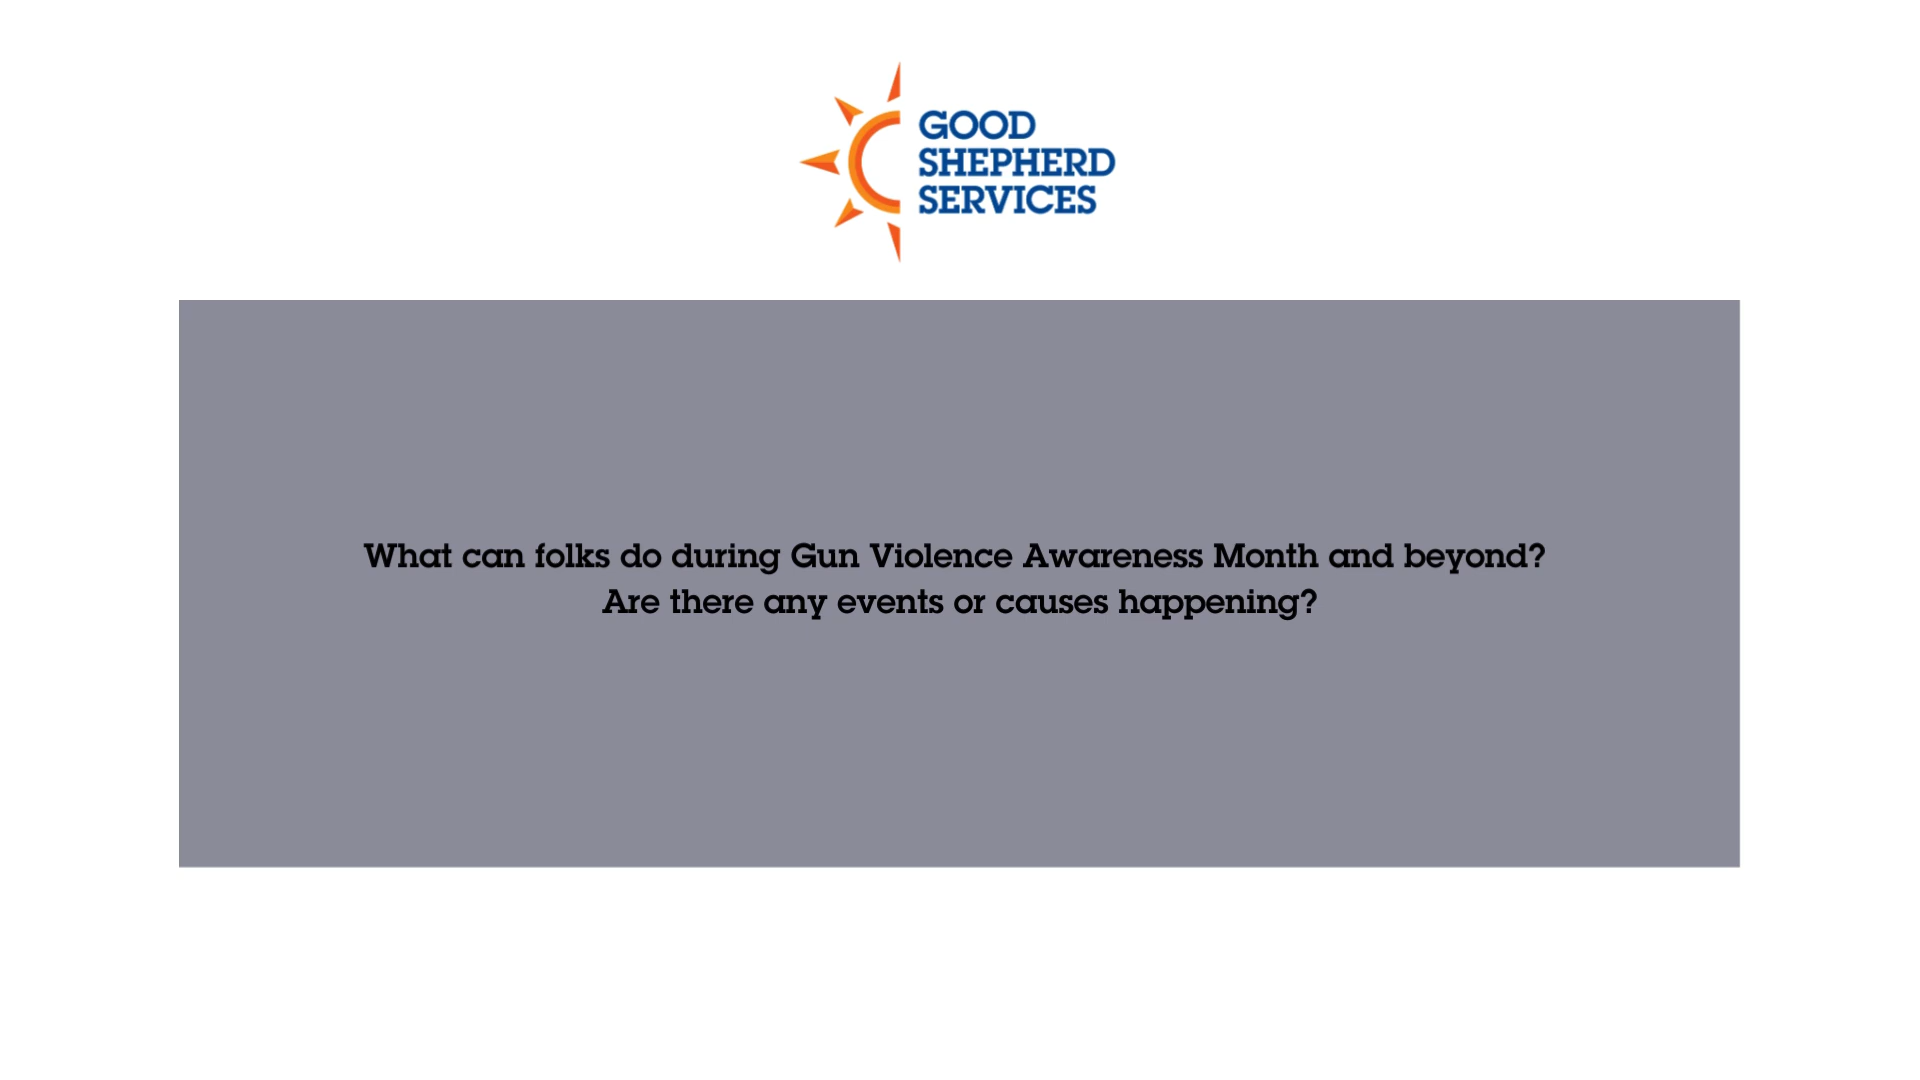 GOOD
SHEPHERD
SERVICES
What can folks do during Gun Violence Awareness Month and beyond?
Are there any events or causes happening?